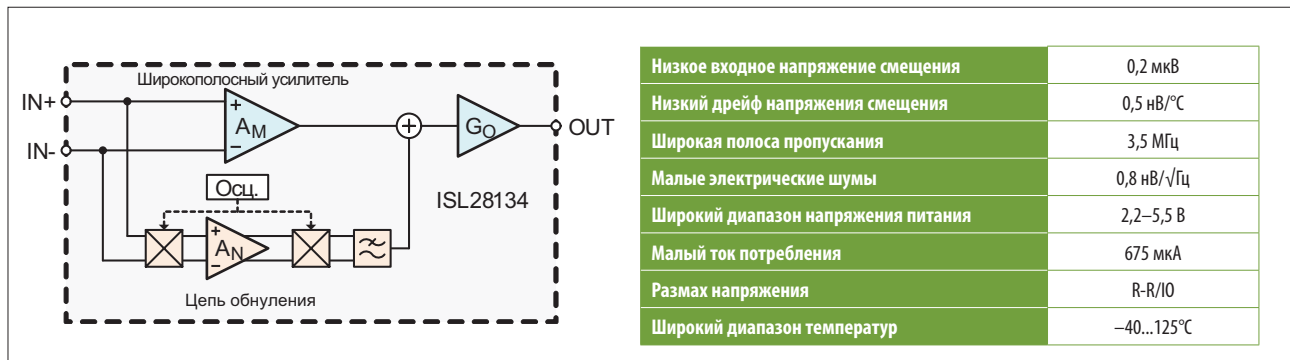 Широкополосный усилитель
IN+
+
AM
−
IN-
+
GO
OUT
Осц.
ISL28134
+
AN
−
Цепь обнуления
Низкое входное напряжение смещения 0,2 мкВ
Низкий дрейф напряжения смещения 0,5 нВ/°C
Широкая полоса пропускания 3,5 МГц
Малые электрические шумы 0,8 нВ/√Гц
Широкий диапазон напряжения питания 2,2–5,5 В
Малый ток потребления 675 мкА
Размах напряжения R-R/IO
Широкий диапазон температур –40...125°C